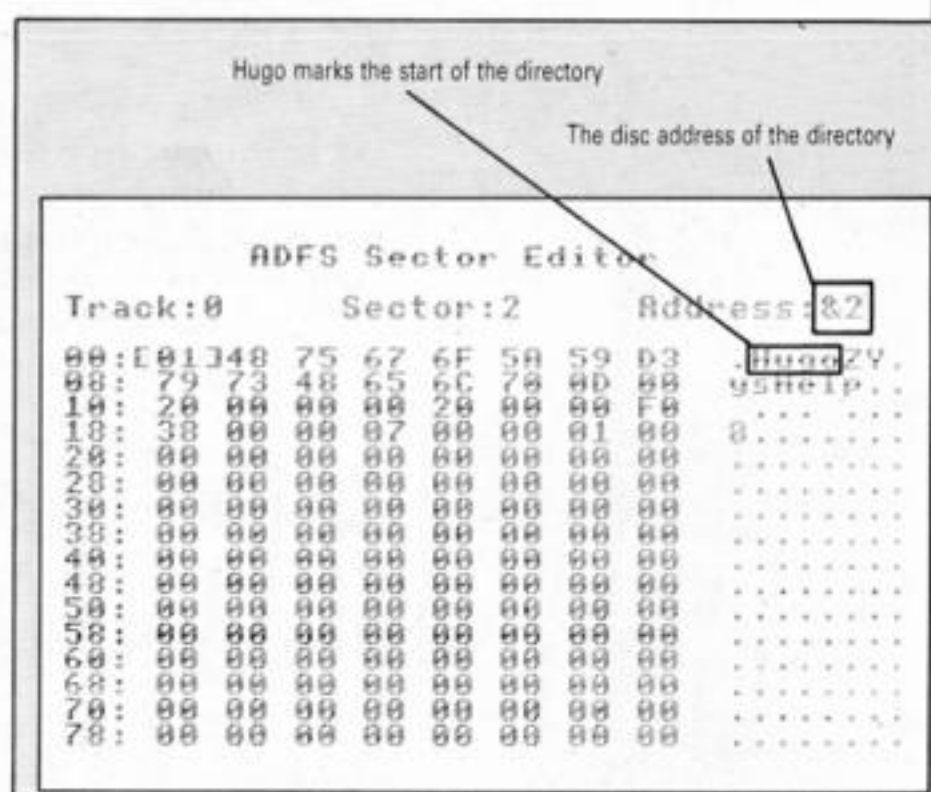 Hugo marks the start of the directory
The disc address of the directory
ADFS Sector Editor
Track:0 Sector:2 Address:&2
00:[01]48 75 67 6F 5A 59 D3 .HugoZY.
08: 79 73 48 65 6C 70 0D 00 ysHelp..
10: 20 00 00 00 20 00 00 F0 ... ...
18: 38 00 00 07 00 00 01 00 8.......
20: 00 00 00 00 00 00 00 00 ........
28: 00 00 00 00 00 00 00 00 ........
30: 00 00 00 00 00 00 00 00 ........
38: 00 00 00 00 00 00 00 00 ........
40: 00 00 00 00 00 00 00 00 ........
48: 00 00 00 00 00 00 00 00 ........
50: 00 00 00 00 00 00 00 00 ........
58: 00 00 00 00 00 00 00 00 ........
60: 00 00 00 00 00 00 00 00 ........
68: 00 00 00 00 00 00 00 00 ........
70: 00 00 00 00 00 00 00 00 ........
78: 00 00 00 00 00 00 00 00 ........